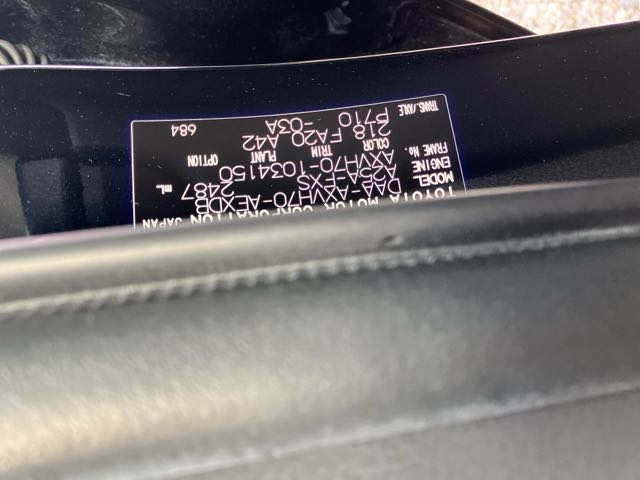 TOYOTA MOTOR CORPORATION JAPAN
MODEL DAA-AXVH70-AEXDB
ENGINE A25A-FXS 2487 mL
FRAME No. AXVH70-1034150
COLOR TRIM PLANT OPTION
218 FA20 A42
TRANS./AXLE P710 -03A 684